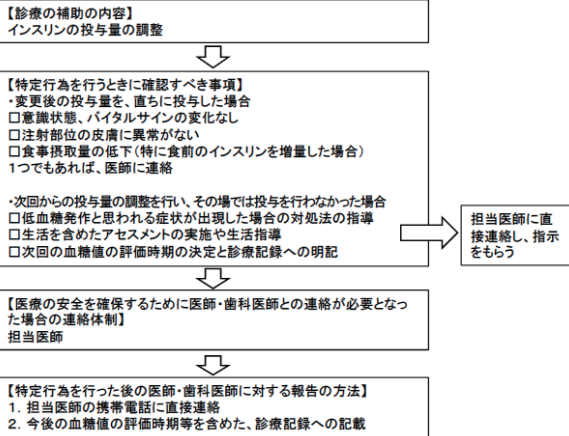 【診療の補助の内容】
インスリンの投与量の調整
【特定行為を行うときに確認すべき事項】
・変更後の投与量を、直ちに投与した場合
□意識状態、バイタルサインの変化なし
□注射部位の皮膚に異常がない
□食事摂取量の低下（特に食前のインスリンを増量した場合）
１つでもあれば、医師に連絡
・次回からの投与量の調整を行い、その場では投与を行わなかった場合
□低血糖発作と思われる症状が出現した場合の対処法の指導
□生活を含めたアセスメントの実施や生活指導
□次回の血糖値の評価時期の決定と診療記録への明記
担当医師に直
接連絡し、指示
をもらう
【医療の安全を確保するために医師・歯科医師との連絡が必要となっ
た場合の連絡体制】
担当医師
【特定行為を行った後の医師・歯科医師に対する報告の方法】
１．担当医師の携帯電話に直接連絡
２．今後の血糖値の評価時期等を含めた、診療記録への記載